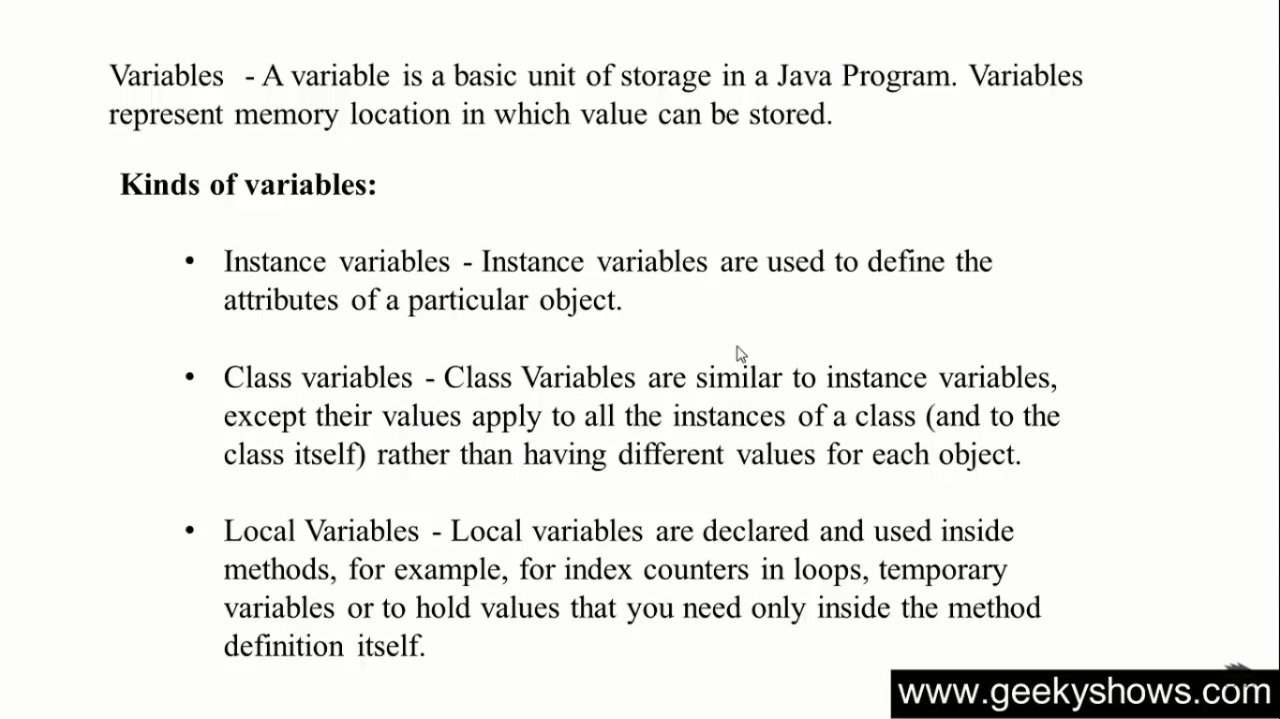 Variables - A variable is a basic unit of storage in a Java Program. Variables
represent memory location in which value can be stored.
Kinds of variables:
• Instance variables - Instance variables are used to define the
attributes of a particular object.
• Class variables - Class Variables are similar to instance variables,
except their values apply to all the instances of a class (and to the
class itself) rather than having different values for each object.
• Local Variables - Local variables are declared and used inside
methods, for example, for index counters in loops, temporary
variables or to hold values that you need only inside the method
definition itself.
www.geekyshows.com